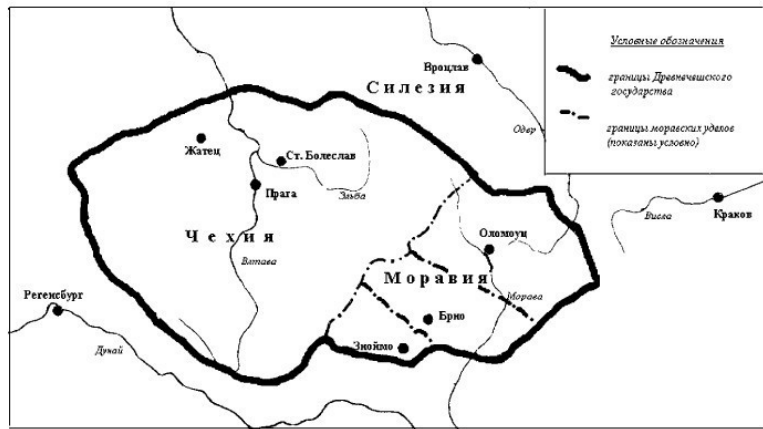 Условные обозначения
границы Древнечешского
государства
границы моравских уделов
(показаны условно)
Вроцлав
Силезия
Одер
Жатец
Ст. Болеслав
Прага
Эльба
Висла
Краков
Чехия
Оломоуц
Влтава
Моравия
Регенсбург
Морава
Брно
Дунай
Зноймо